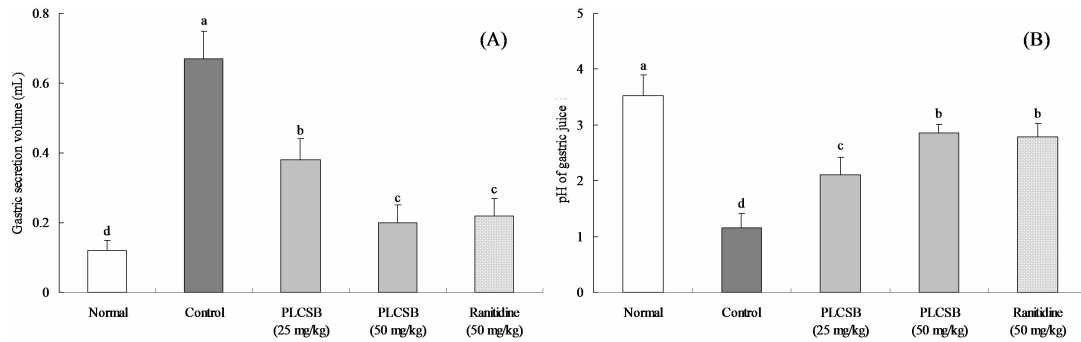 Gastric secretion volume (mL)
0.8
0.6
0.4
0.2
0
(A)
d
a
b
c
c
Normal
Control
PLCSB
(25 mg/kg)
PLCSB
(50 mg/kg)
Ranitidine
(50 mg/kg)
pH of gastric juice
5
4
3
2
1
0
(B)
a
d
c
b
b
Normal
Control
PLCSB
(25 mg/kg)
PLCSB
(50 mg/kg)
Ranitidine
(50 mg/kg)